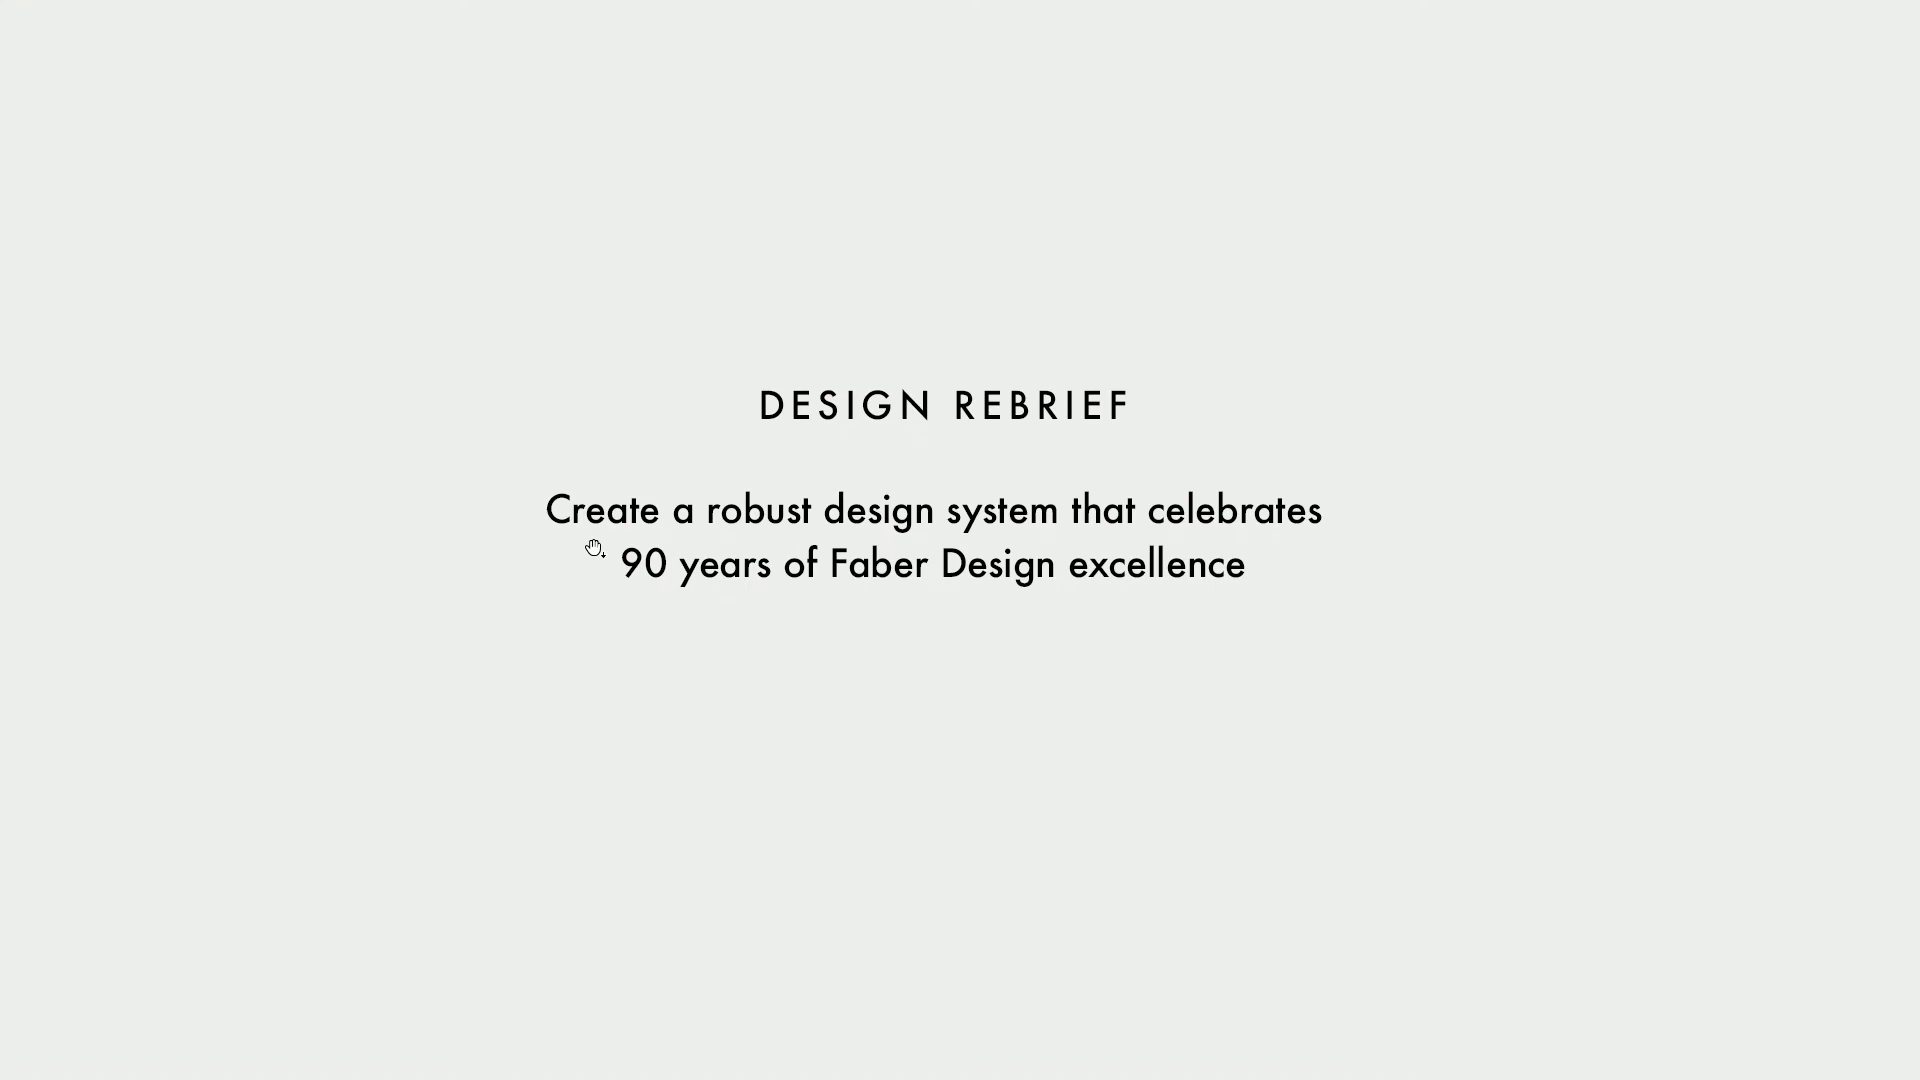 DESIGN REBRIEF
Create a robust design system that celebrates
90 years of Faber Design excellence